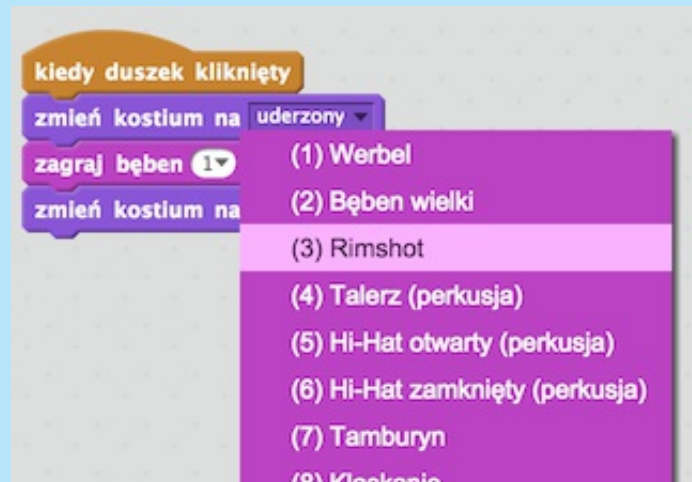 kiedy duszek kliknięty
zmień kostium na uderzony
zagraj bęben 1
zmień kostium na
(1) Werbel
(2) Bęben wielki
(3) Rimshot
(4) Talerz (perkusja)
(5) Hi-Hat otwarty (perkusja)
(6) Hi-Hat zamknięty (perkusja)
(7) Tamburyn